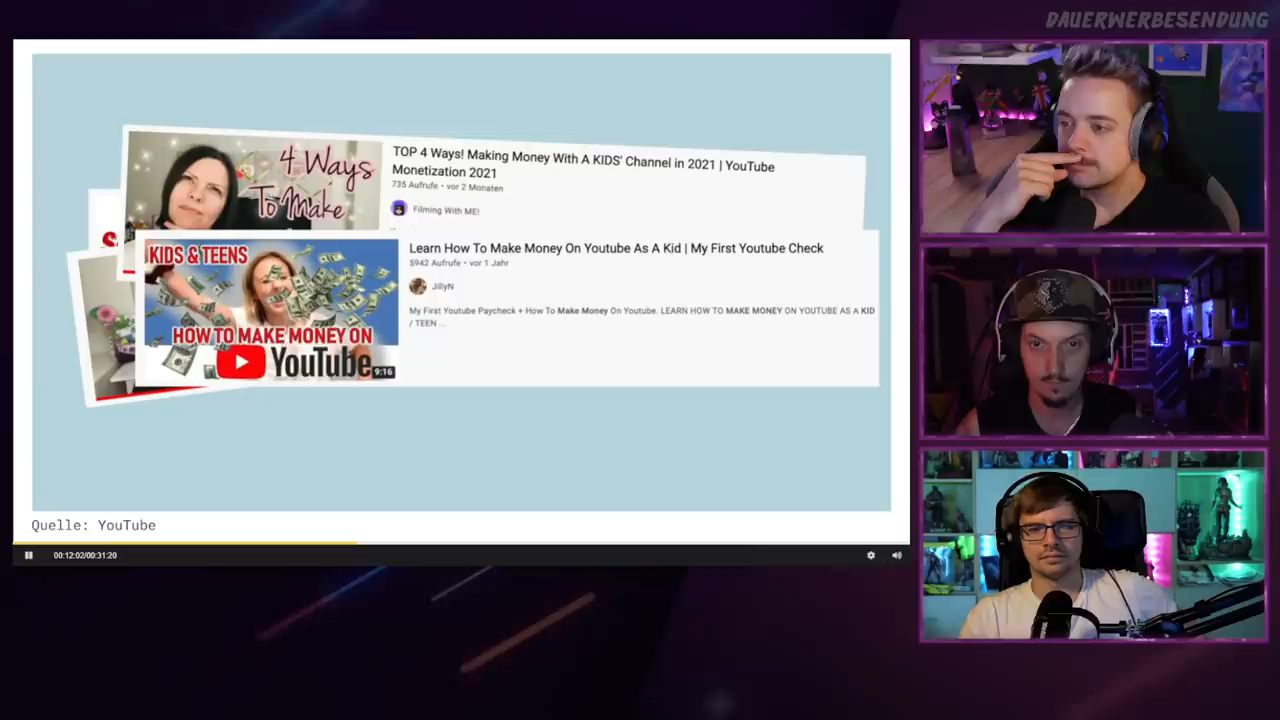 DAUERWERBESENDUNG
4 Ways
To Make
TOP 4 Ways! Making Money With A KIDS' Channel in 2021 | YouTube
Monetization 2021
735 Aufrufe • vor 2 Monaten
Filming With ME!
KIDS & TEENS
HOW TO MAKE MONEY ON
YouTube
9:16
Learn How To Make Money On Youtube As A Kid | My First Youtube Check
5942 Aufrufe • vor 1 Jahr
JillyN
My First Youtube Paycheck + How To Make Money On Youtube. LEARN HOW TO MAKE MONEY ON YOUTUBE AS A KID
/ TEEN ...
Quelle: YouTube
00:12:02/00:31:20